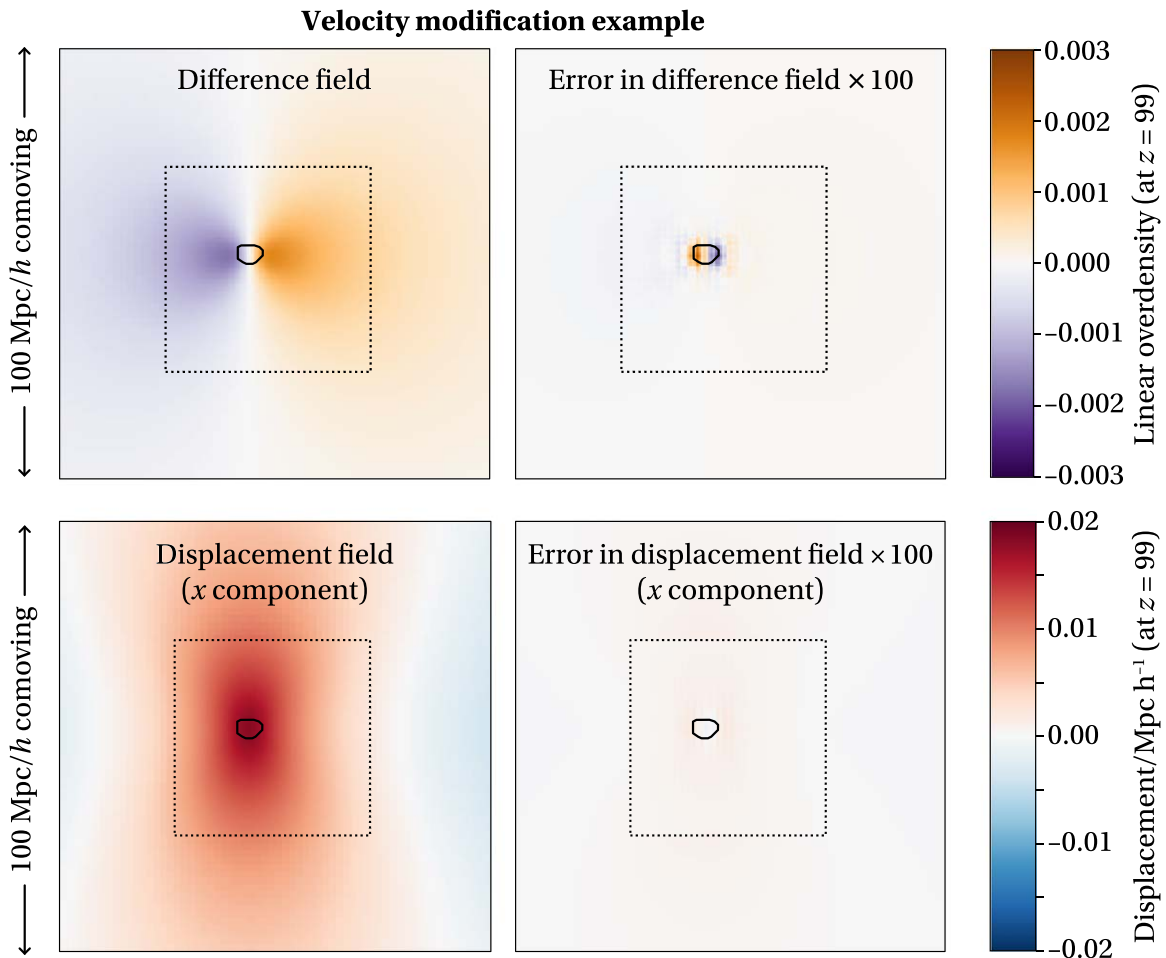 Velocity modification example
Difference field
Error in difference field × 100
100 Mpc/h comoving
0.003
0.002
0.001
0.000
−0.001
−0.002
−0.003
Linear overdensity (at z = 99)
Displacement field
(x component)
Error in displacement field × 100
(x component)
100 Mpc/h comoving
0.02
0.01
0.00
−0.01
−0.02
Displacement/Mpc h⁻¹ (at z = 99)